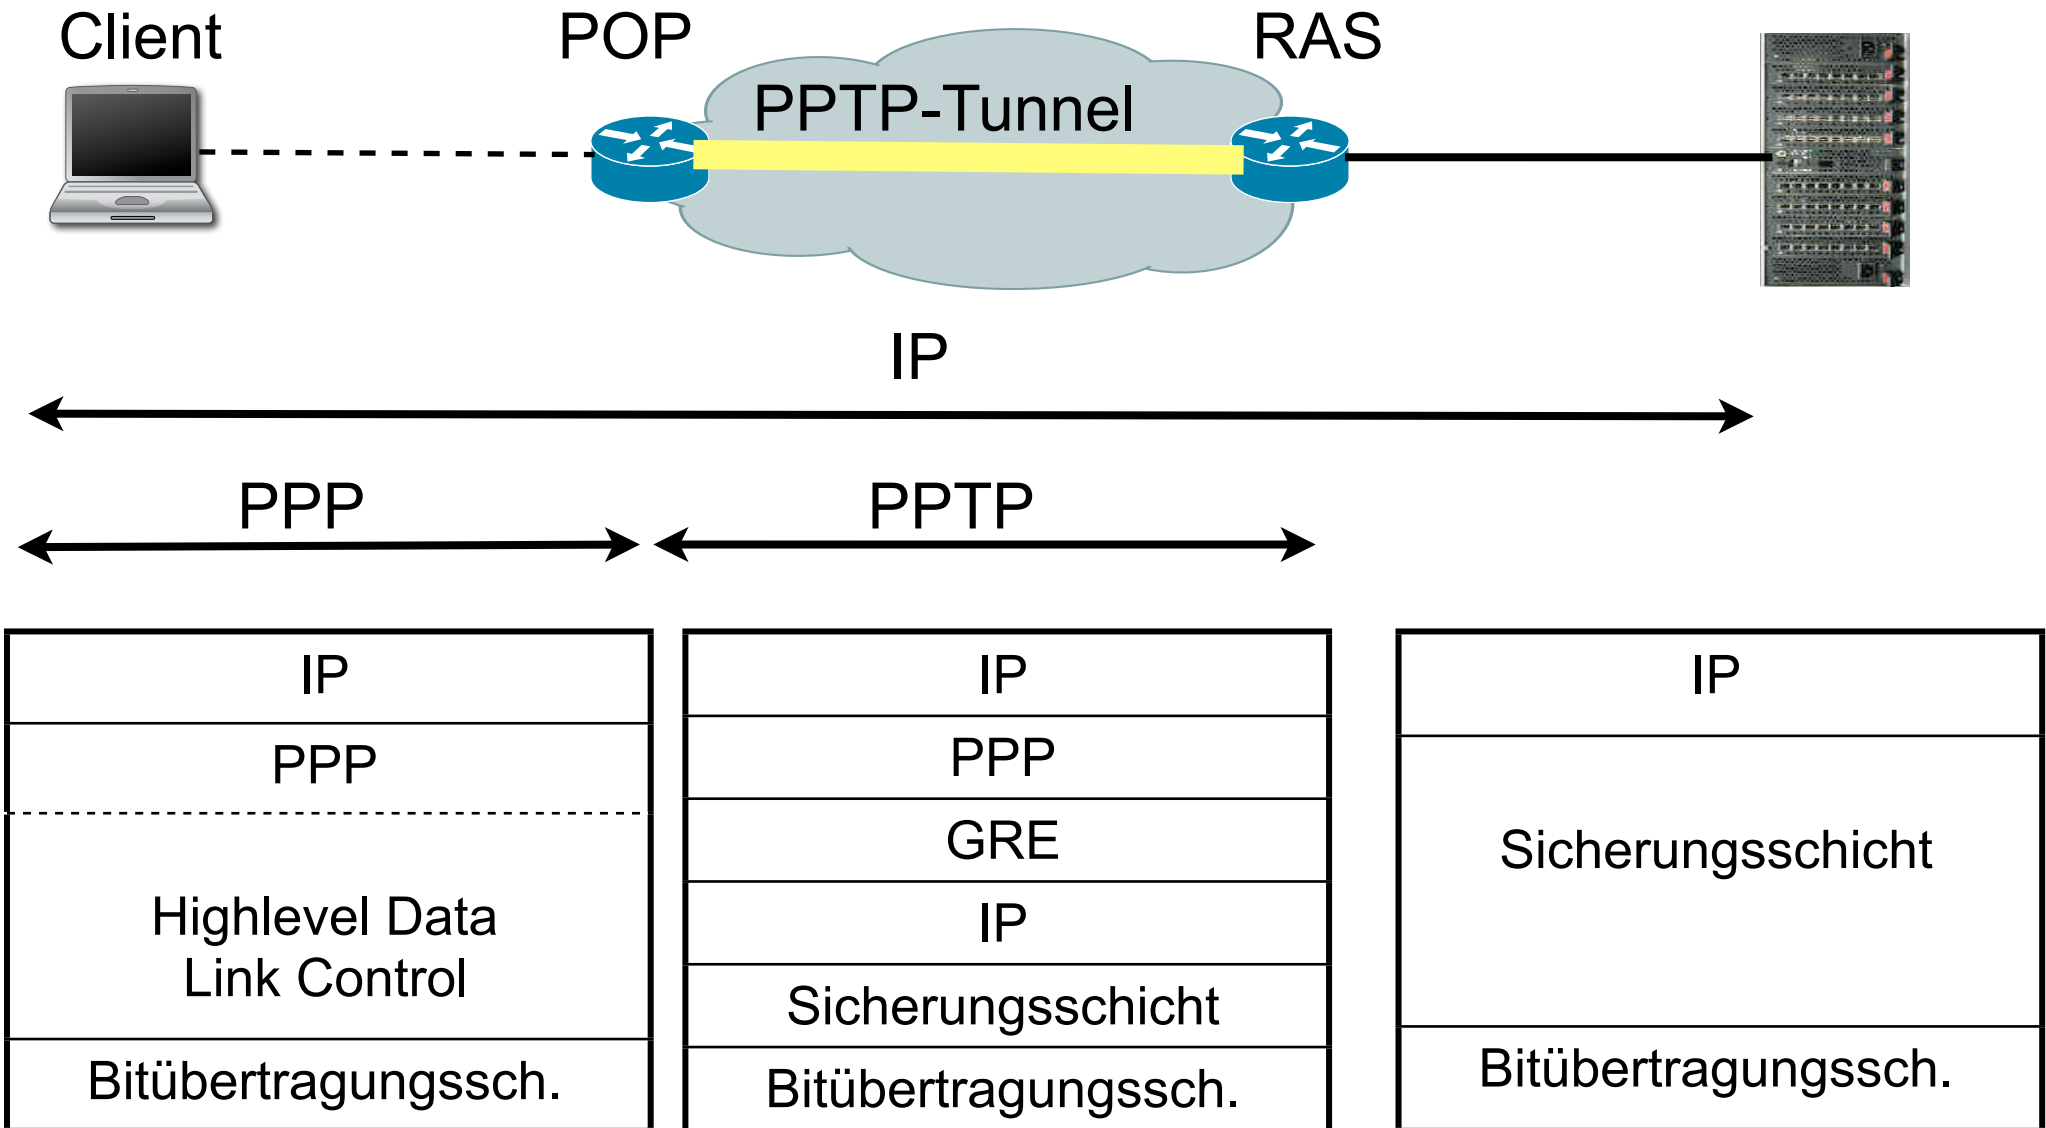 Client
POP
RAS
PPTP-Tunnel
IP
PPP
PPTP
IP
PPP
Highlevel Data
Link Control
Bitübertragungssch.
IP
PPP
GRE
IP
Sicherungsschicht
Bitübertragungssch.
IP
Sicherungsschicht
Bitübertragungssch.